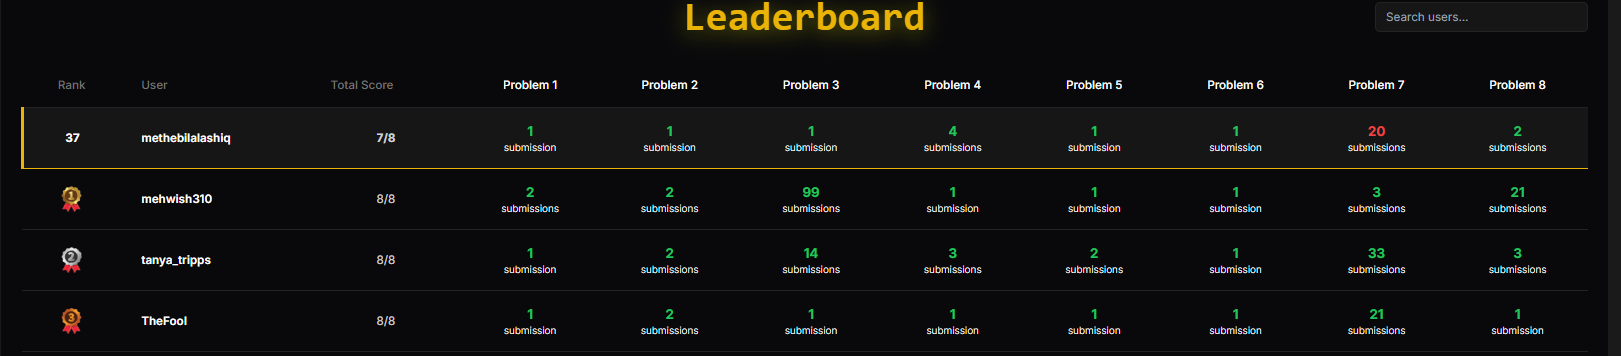 Leaderboard
Search users...
Rank User Total Score Problem 1 Problem 2 Problem 3 Problem 4 Problem 5 Problem 6 Problem 7 Problem 8
37 methebilalashiq 7/8 1 1 1 4 1 1 20 2
submission submission submission submissions submission submission submissions submissions
1 mehwish310 8/8 2 2 99 1 1 1 3 21
submissions submissions submissions submission submission submission submissions submissions
2 tanya_tripps 8/8 1 2 14 3 2 1 33 3
submission submissions submissions submissions submissions submission submissions submissions
3 TheFool 8/8 1 2 1 1 1 1 21 1
submission submissions submission submission submission submission submissions submission